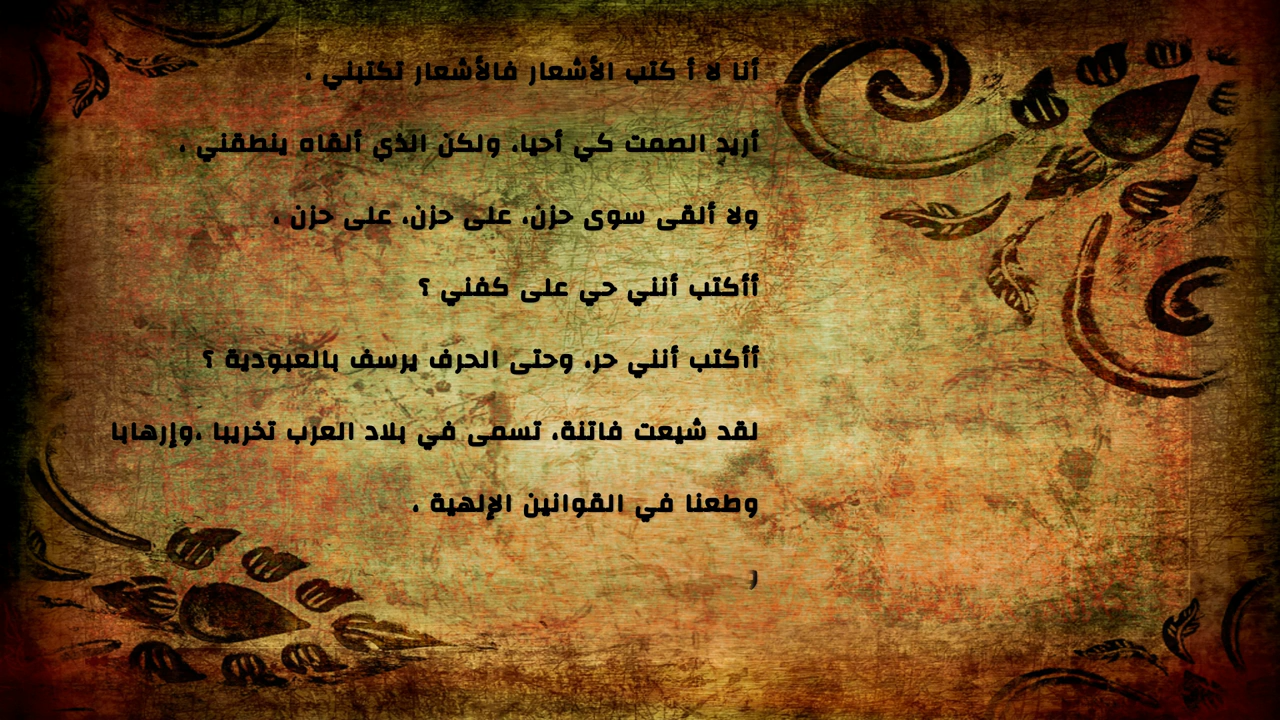 أنا لا أ كتب الأشعار فالأشعار تكتبني ،
أريد الصمت كي أحيا، ولكن الذي ألقاه ينطقني ،
ولا ألقى سوى حزن، على حزن، على حزن ،
أأكتب أنني حي على كفني ؟
أأكتب أنني حر، وحتى الحرف يرسف بالعبودية ؟
لقد شيعت فاتنة، تسمى في بلاد العرب تخريبا ،وإرهابا
وطعنا في القوانين الإلهية ،